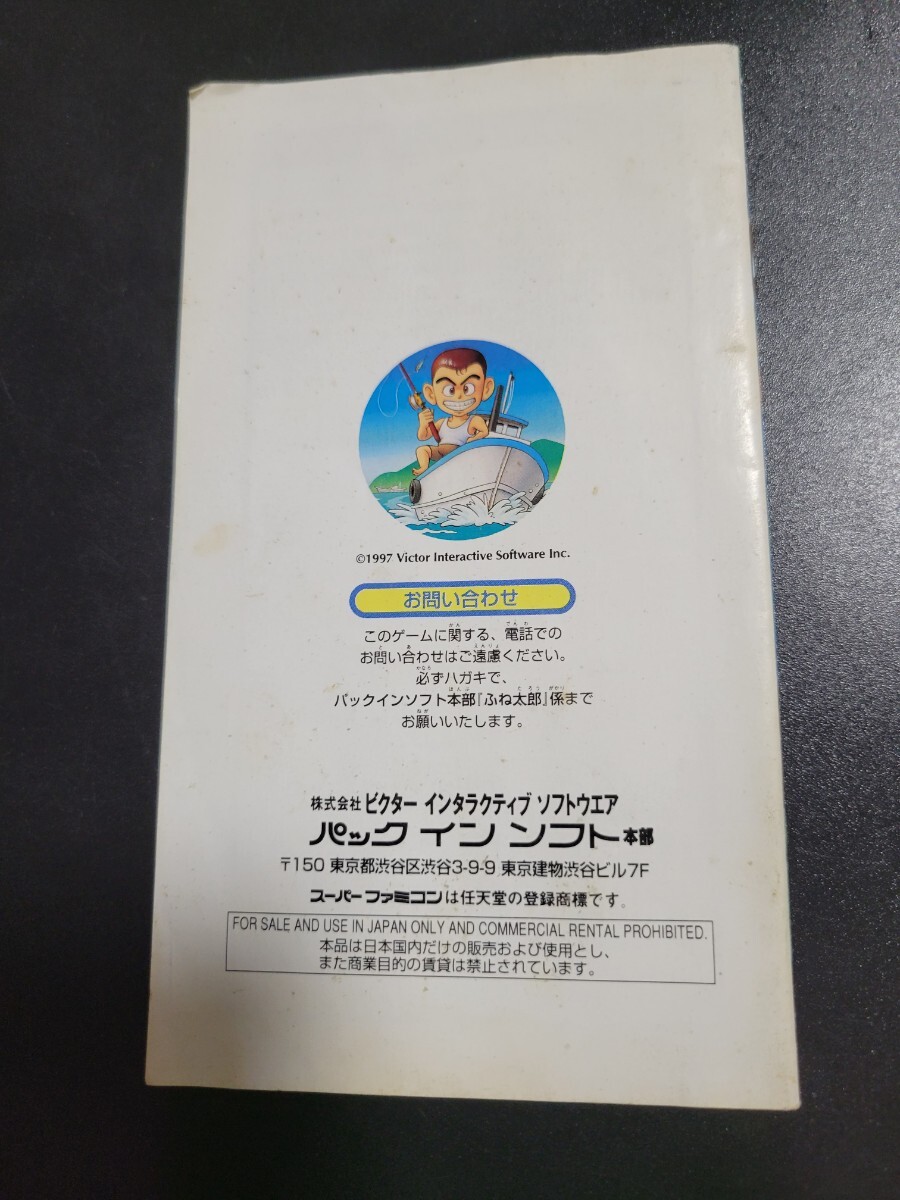 ©1997 Victor Interactive Software Inc.
お問い合わせ
このゲームに関する、電話での
お問い合わせはご遠慮ください。
必ずハガキで、
パックインソフト本部『ふね太郎』係まで
お願いいたします。
株式会社 ビクター インタラクティブ ソフトウエア
パック イン ソフト 本部
〒150 東京都渋谷区渋谷3-9-9 東京建物渋谷ビル7F
スーパーファミコンは任天堂の登録商標です。
FOR SALE AND USE IN JAPAN ONLY AND COMMERCIAL RENTAL PROHIBITED.
本品は日本国内だけの販売および使用とし、
また商業目的の賃貸は禁止されています。